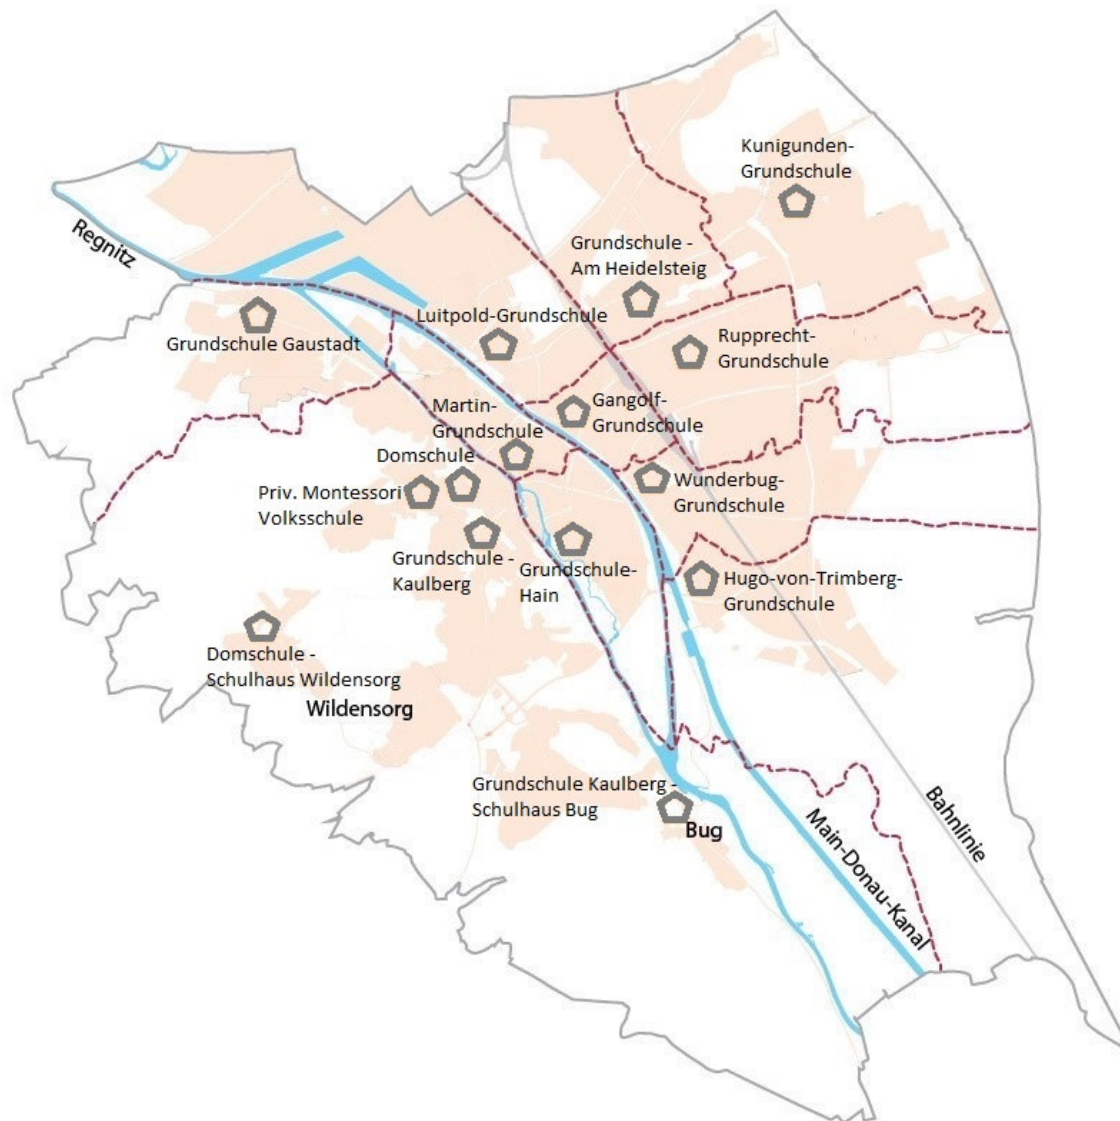 Kunigunden-
Grundschule
Regnitz
Grundschule -
Am Heidelsteig
Luitpold-Grundschule
Grundschule Gaustadt
Rupprecht-
Grundschule
Martin-
Grundschule
Gangolf-
Grundschule
Domschule
Priv. Montessori
Volksschule
Wunderbug-
Grundschule
Grundschule -
Kaulberg
Grundschule-
Hain
Hugo-von-Trimberg-
Grundschule
Domschule -
Schulhaus Wildensorg
Wildensorg
Grundschule Kaulberg -
Schulhaus Bug
Bug
Main-Donau-Kanal
Bahnlinie